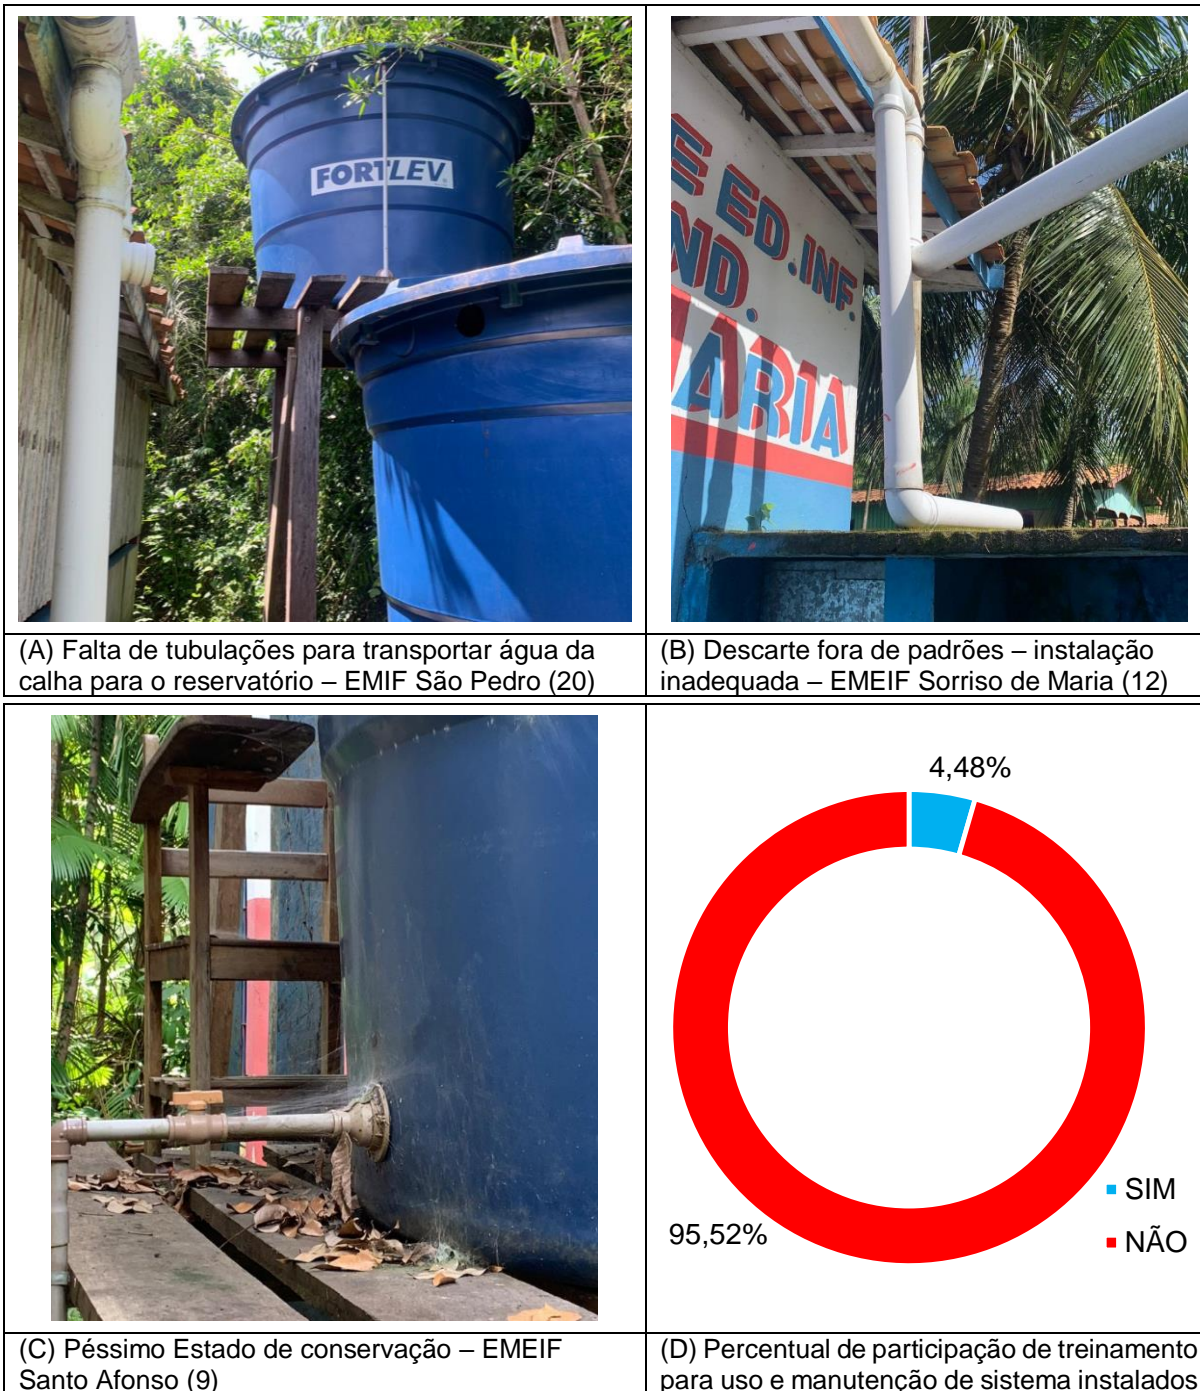 FORTLEV
E ED.INF.
ND.
ARIA
(A) Falta de tubulações para transportar água da
calha para o reservatório – EMIF São Pedro (20)
(B) Descarte fora de padrões – instalação
inadequada – EMEIF Sorriso de Maria (12)
4,48%
95,52%
SIM
NÃO
(C) Péssimo Estado de conservação – EMEIF
Santo Afonso (9)
(D) Percentual de participação de treinamento
para uso e manutenção de sistema instalados